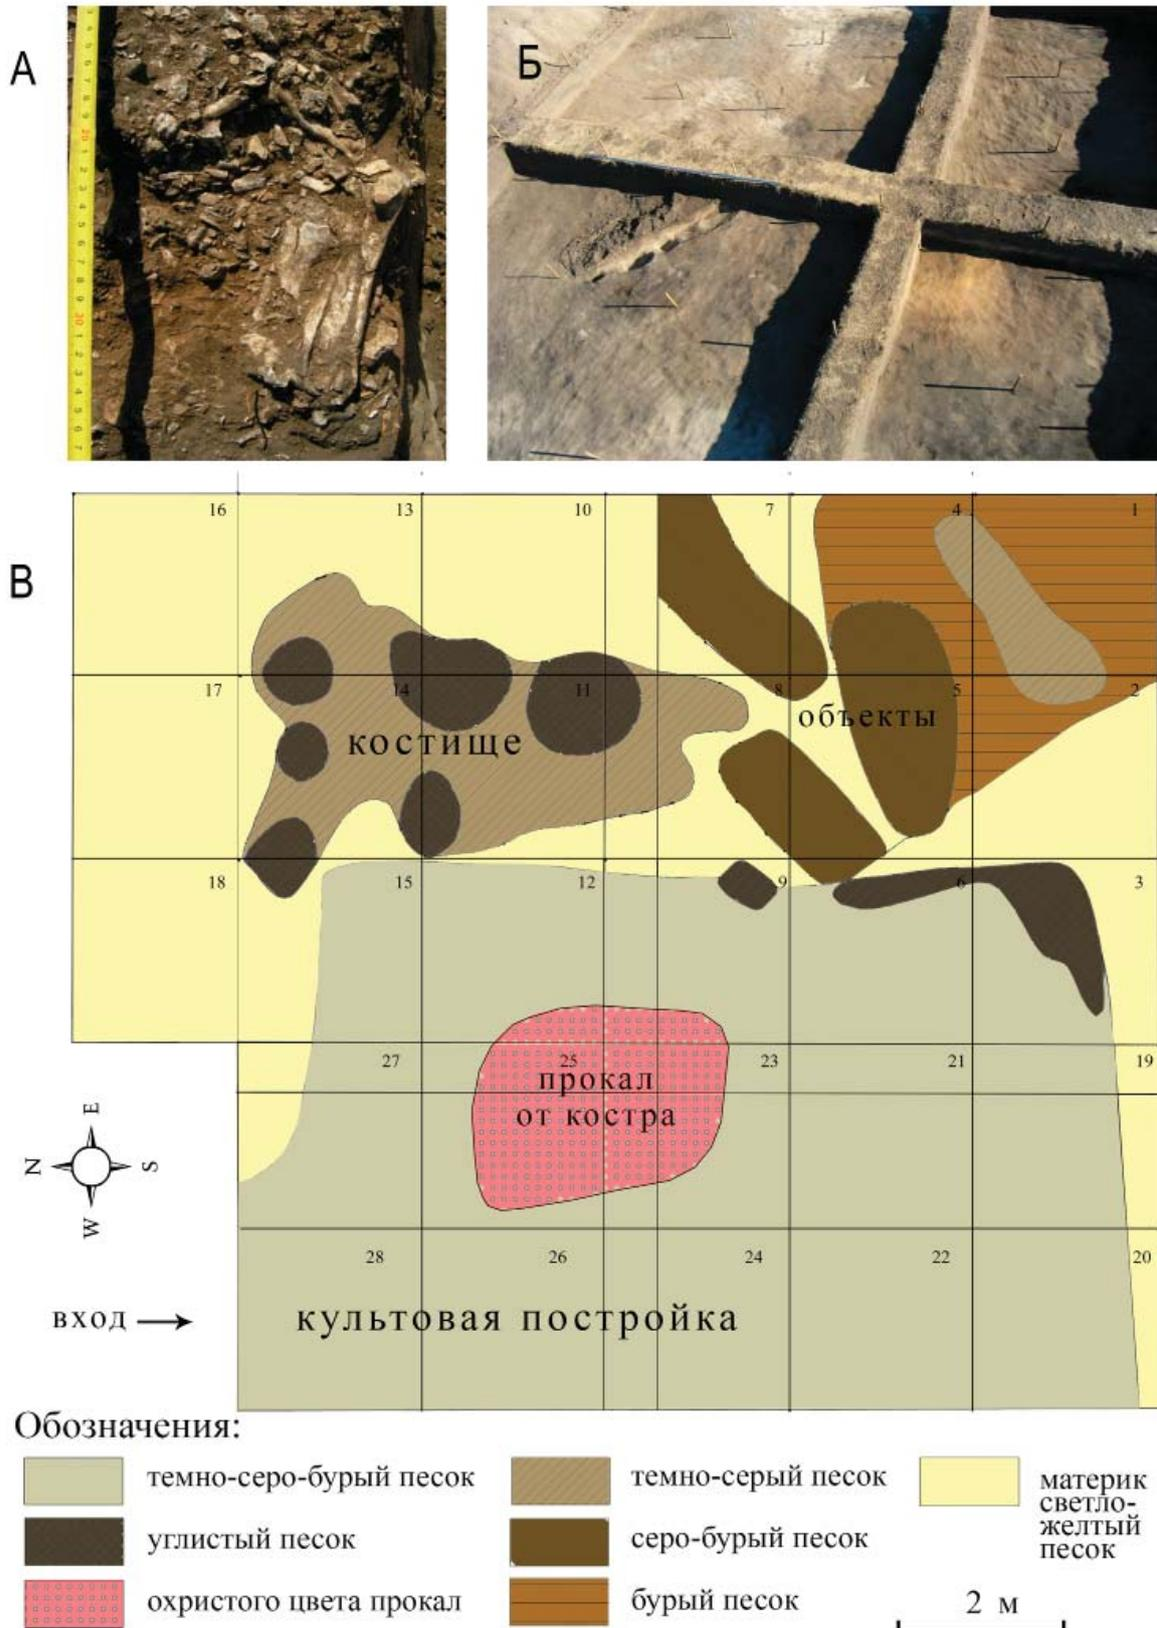 А
Б
В
16 13 10 7 4 1
17 14 11 8 5 2
объекты
костище
18 15 12 9 6 3
27 25 23 21 19
прокал
от костра
E
N S
W
28 26 24 22 20
вход
культовая постройка
Обозначения:
темно-серо-бурый песок
углистый песок
охристого цвета прокал
темно-серый песок
серо-бурый песок
бурый песок
материк
светло-
желтый
песок
2 м